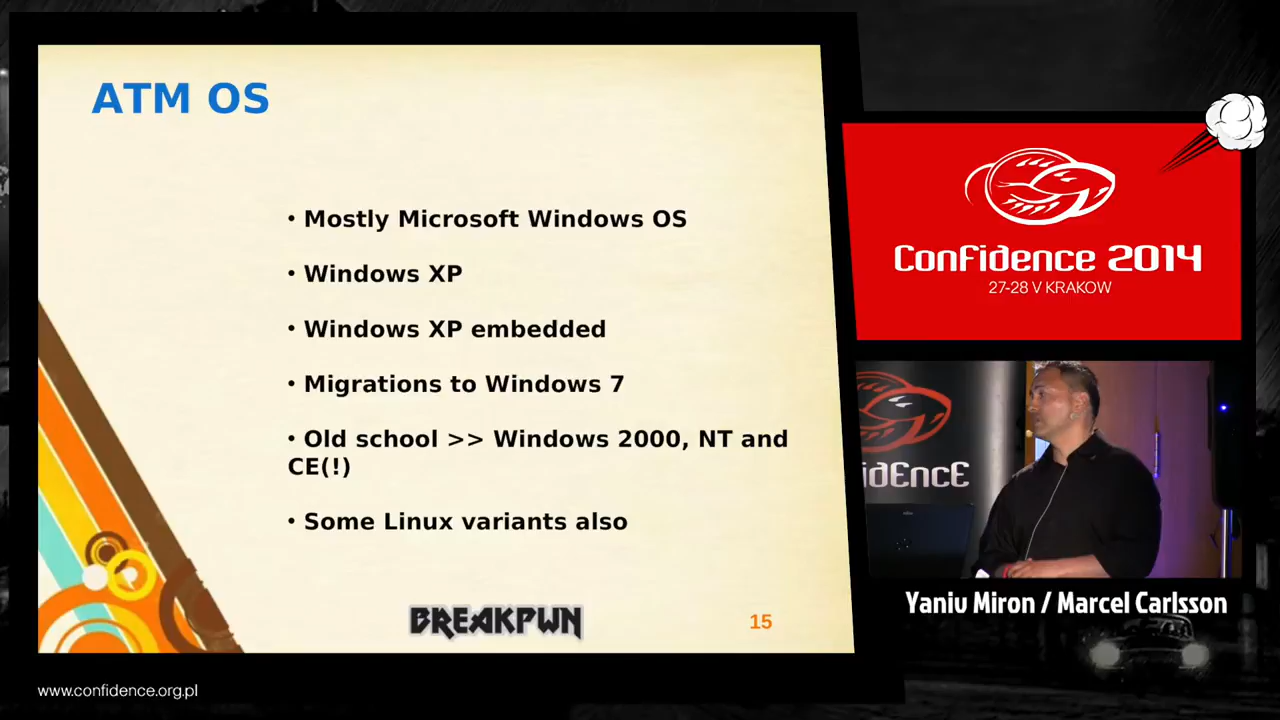 ATM OS
• Mostly Microsoft Windows OS
• Windows XP
• Windows XP embedded
• Migrations to Windows 7
• Old school >> Windows 2000, NT and
CE(!)
• Some Linux variants also
BREAKPWN
15
Confidence 2014
27-28 V KRAKOW
idEncE
Yaniv Miron / Marcel Carlsson
www.confidence.org.pl